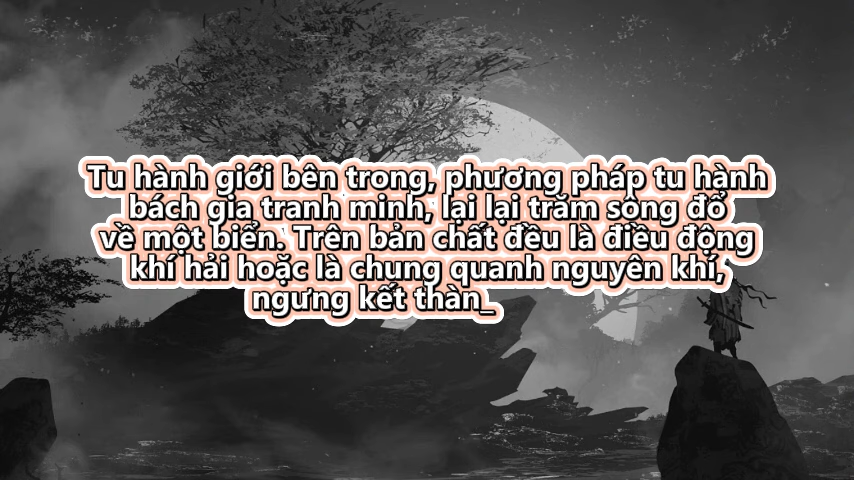 Tu hành giới bên trong, phương pháp tu hành
bách gia tranh minh, lại lại trăm sông đổ
về một biển. Trên bản chất đều là điều động
khí hải hoặc là chung quanh nguyên khí,
ngưng kết thàn_